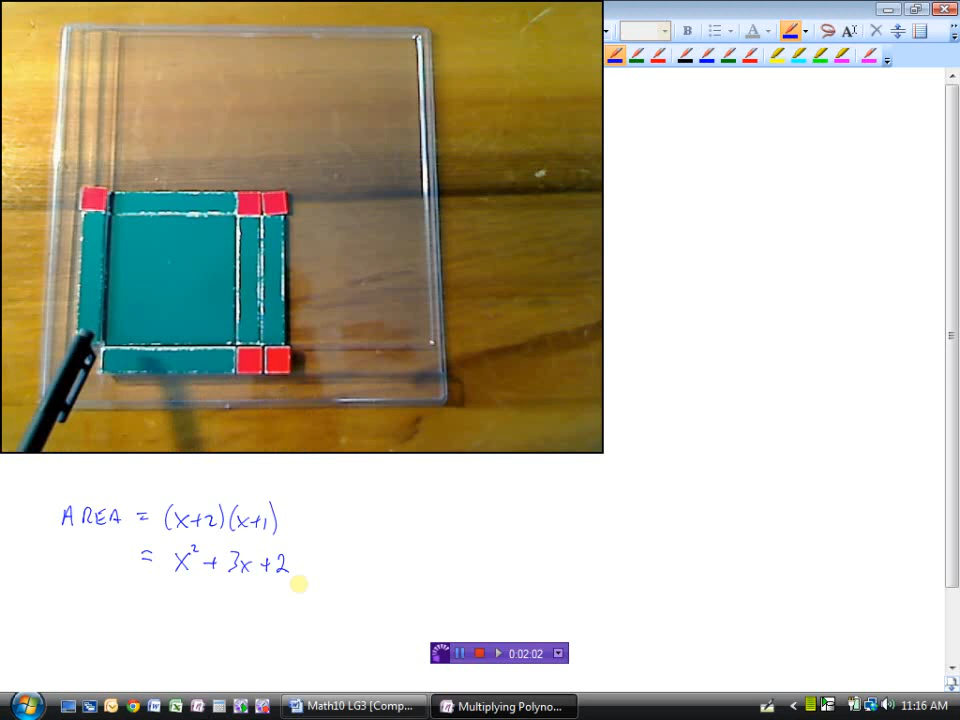 B
A
AREA = (x+2)(x+1)
= x² + 3x + 2
0:02:02
Math10 LG3 [Comp...
Multiplying Polyno...
11:16 AM